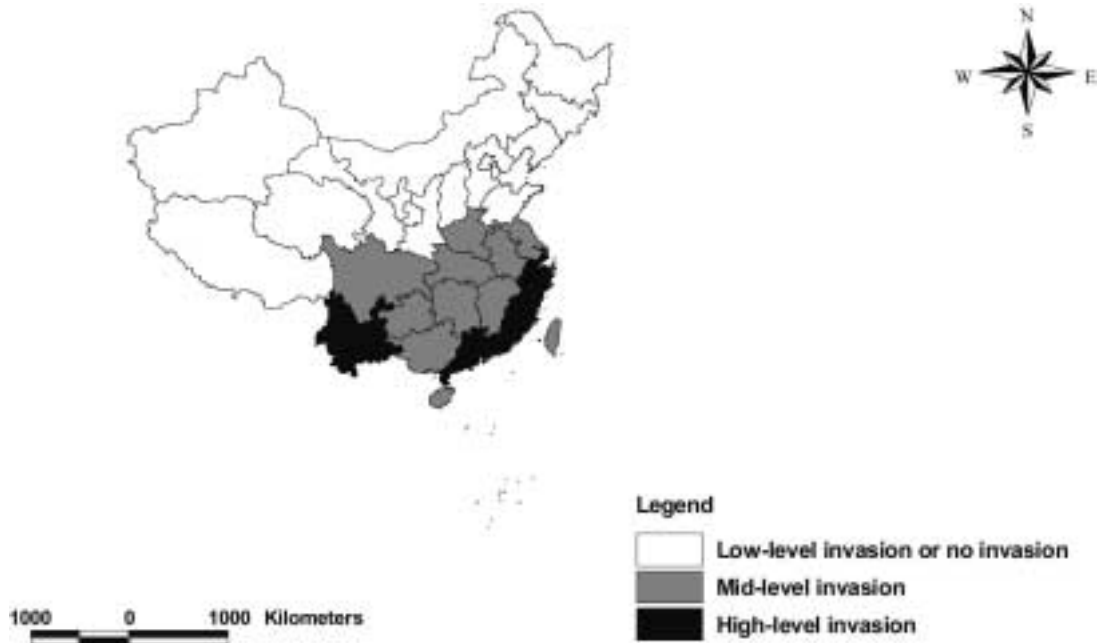 N
W E
S
Legend
Low-level invasion or no invasion
Mid-level invasion
High-level invasion
1000 0 1000 Kilometers